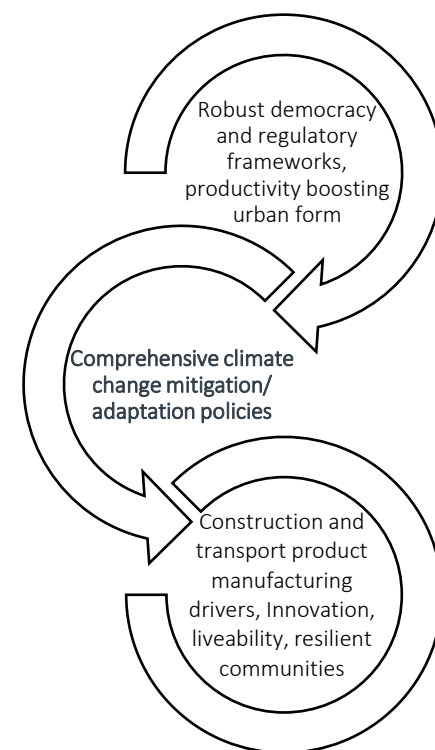 Robust democracy
and regulatory
frameworks,
productivity boosting
urban form
Comprehensive climate
change mitigation/
adaptation policies
Construction and
transport product
manufacturing
drivers, Innovation,
liveability, resilient
communities